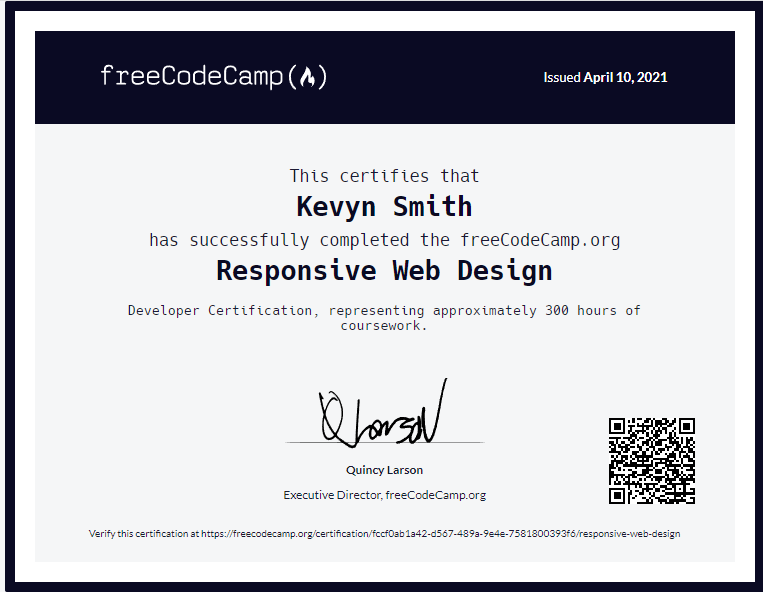 freeCodeCamp
Issued April 10, 2021
This certifies that
Kevyn Smith
has successfully completed the freeCodeCamp.org
Responsive Web Design
Developer Certification, representing approximately 300 hours of
coursework.
Q Larson
Quincy Larson
Executive Director, freeCodeCamp.org
Verify this certification at https://freecodecamp.org/certification/fccf0ab1a42-d567-489a-9e4e-7581800393f6/responsive-web-design